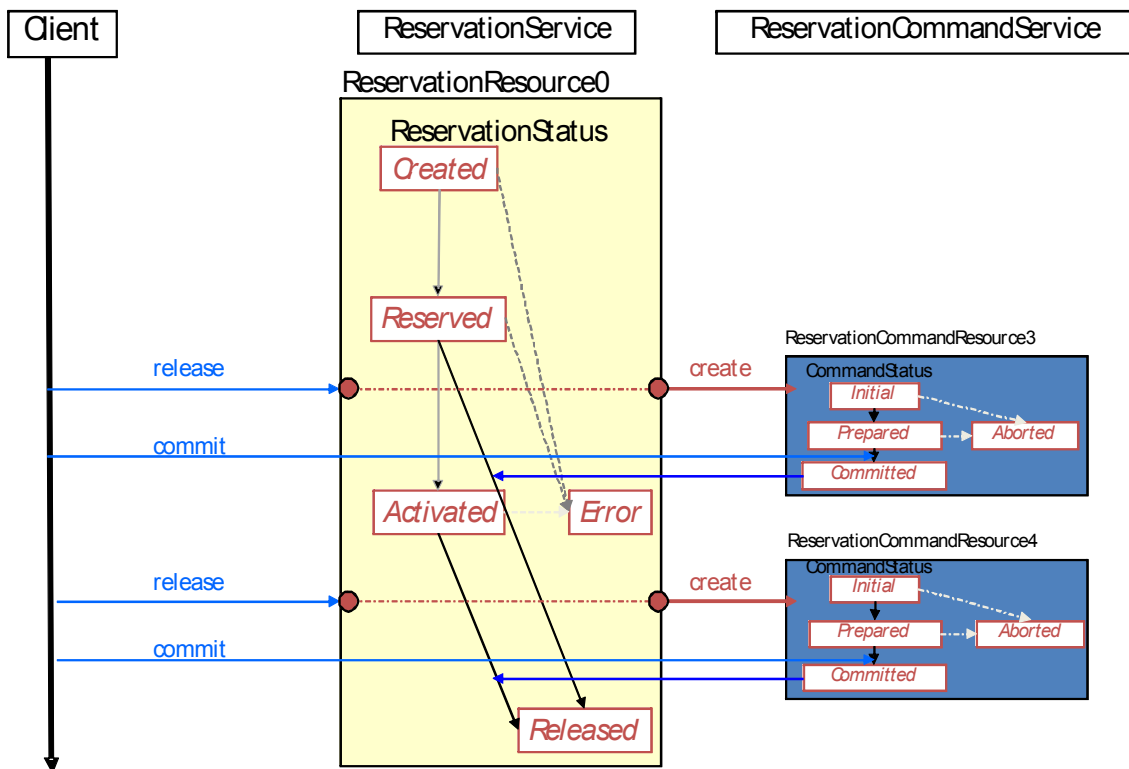 Client
ReservationService
ReservationCommandService
ReservationResource0
ReservationStatus
Created
Reserved
ReservationCommandResource3
release
create
CommandStatus
Initial
Prepared
Aborted
commit
Committed
Activated
Error
ReservationCommandResource4
release
create
CommandStatus
Initial
Prepared
Aborted
commit
Committed
Released